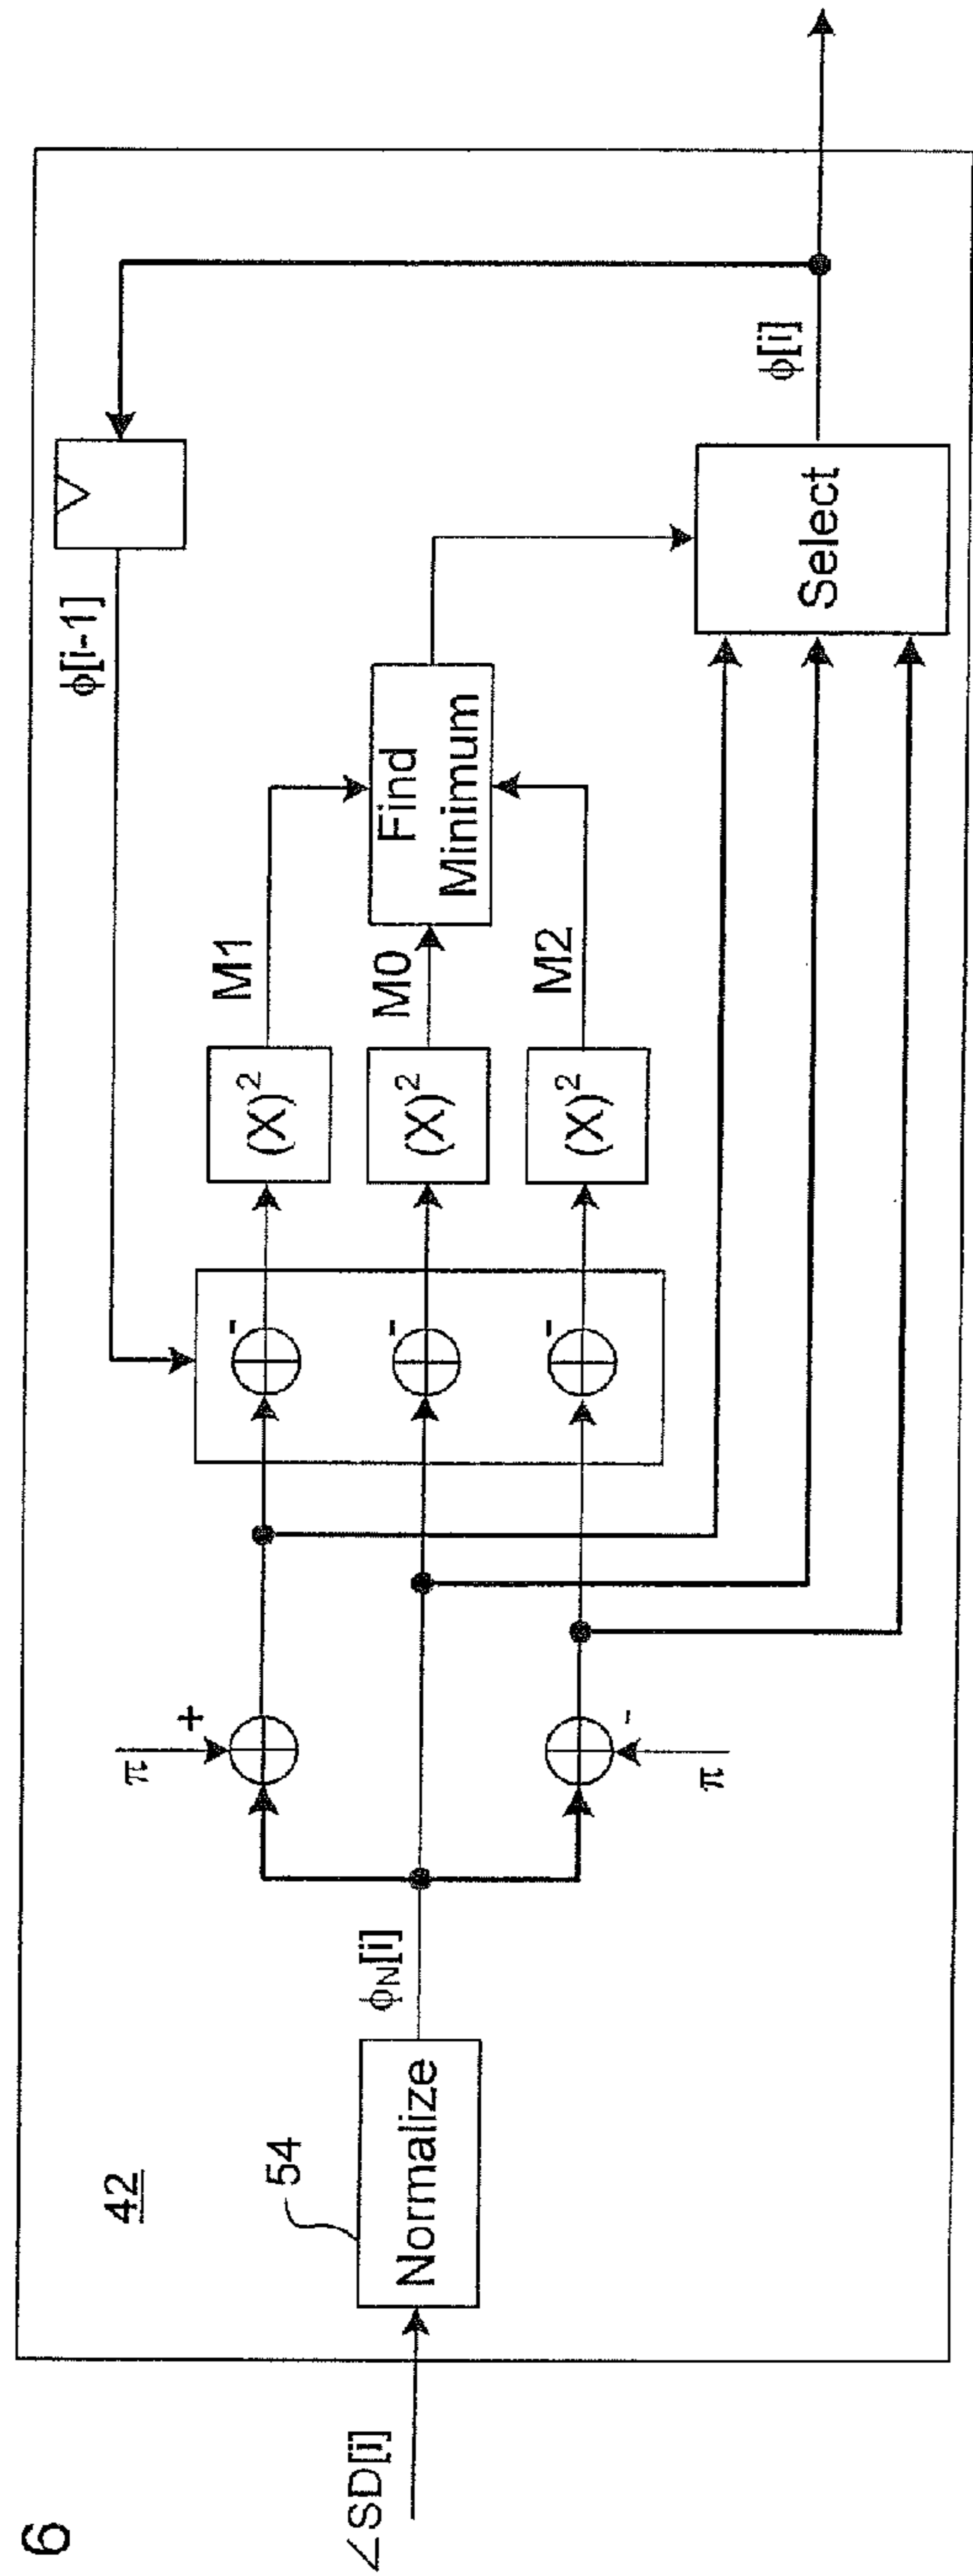 6
42
∠SD[i]
54
Normalize
ϕN[i]
π
+
π
-
-
-
-
(X)²
(X)²
(X)²
M1
M0
M2
Find
Minimum
ϕ[i-1]
Select
ϕ[i]